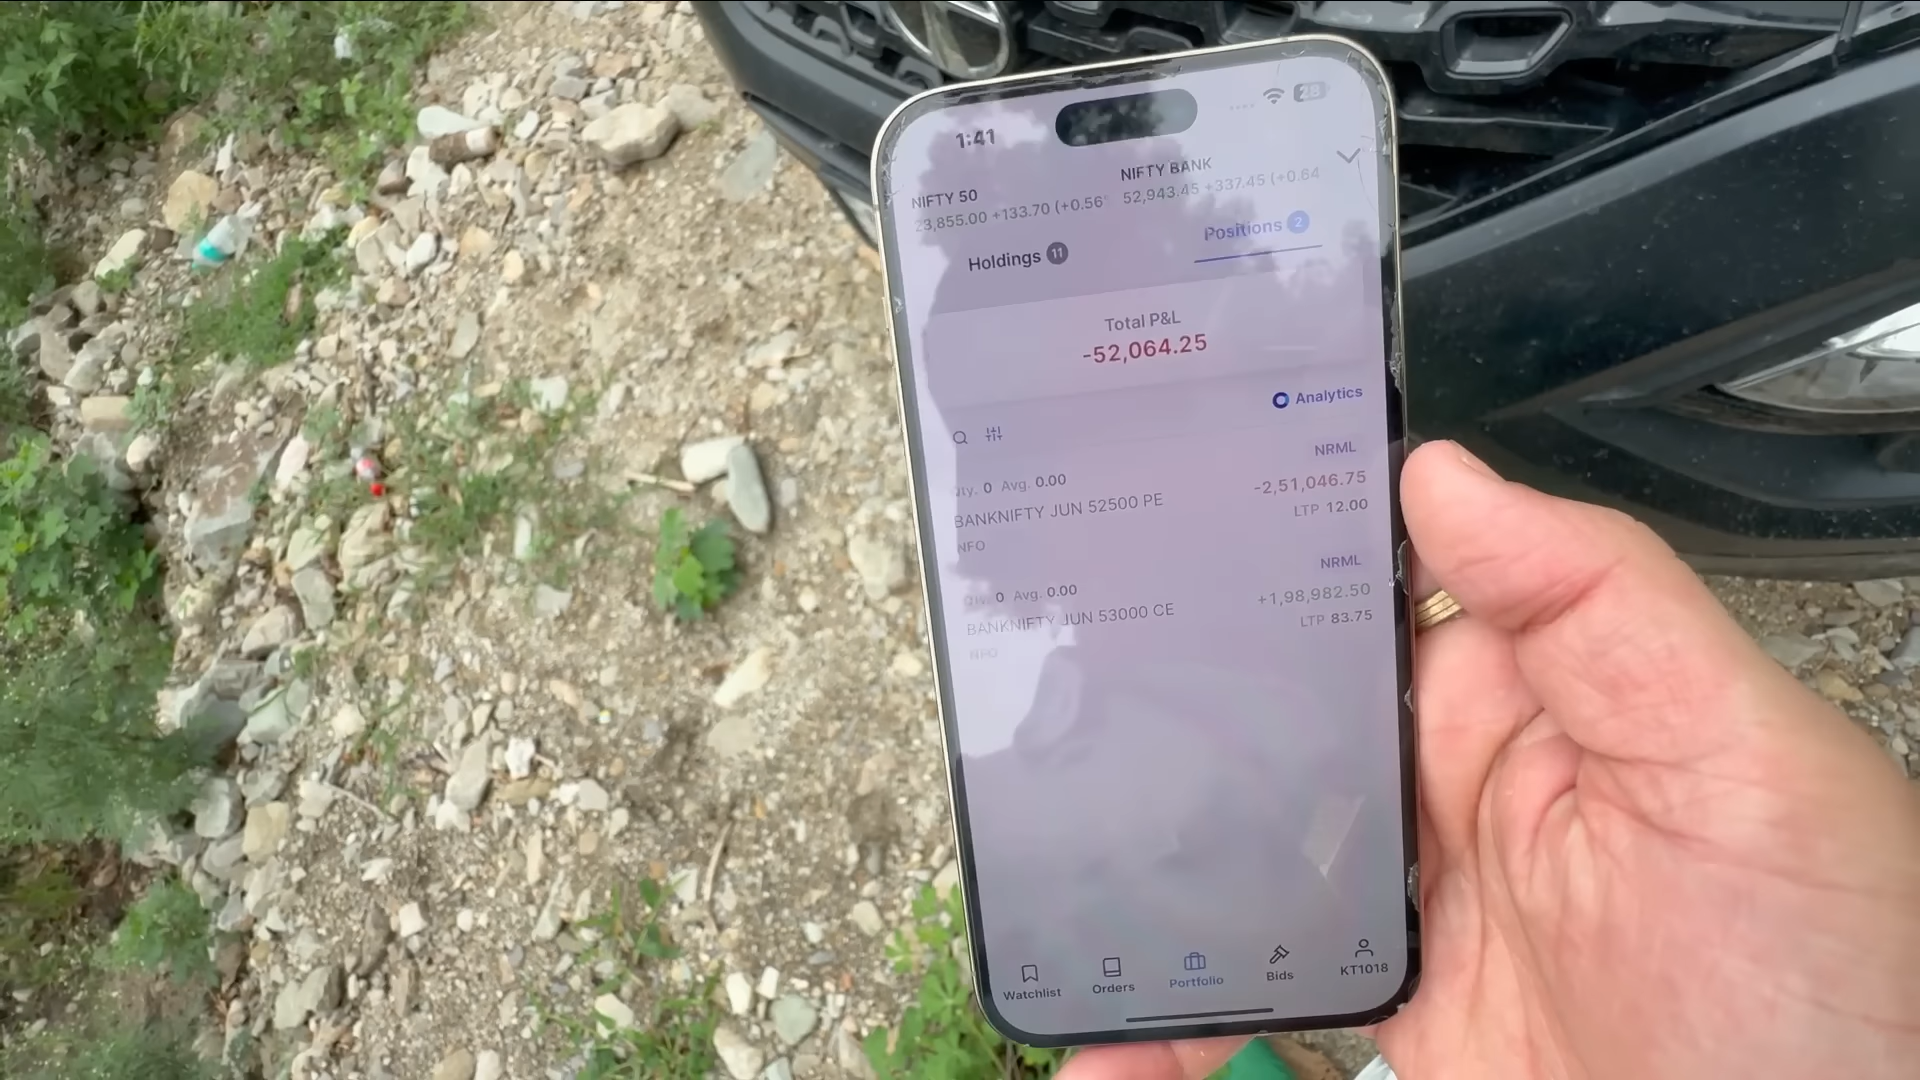 1:41
28
NIFTY 50
23,855.00 +133.70 (+0.56
NIFTY BANK
52,943.45 +337.45 (+0.64
Holdings 11
Positions 2
Total P&L
-52,064.25
Analytics
NRML
Qty. 0 Avg. 0.00
-2,51,046.75
BANKNIFTY JUN 52500 PE
LTP 12.00
NFO
NRML
Qty. 0 Avg. 0.00
+1,98,982.50
BANKNIFTY JUN 53000 CE
LTP 83.75
NFO
Watchlist
Orders
Portfolio
Bids
KT1018